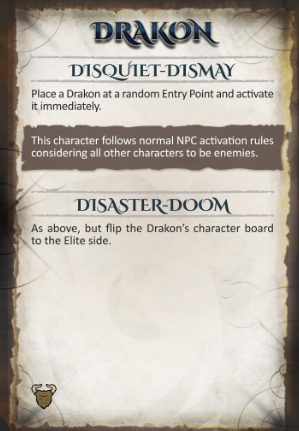 DRAKON
DISQUIET-DISMAY
Place a Drakon at a random Entry Point and activate
it immediately.
This character follows normal NPC activation rules
considering all other characters to be enemies.
DISASTER-DOOM
As above, but flip the Drakon's character board
to the Elite side.